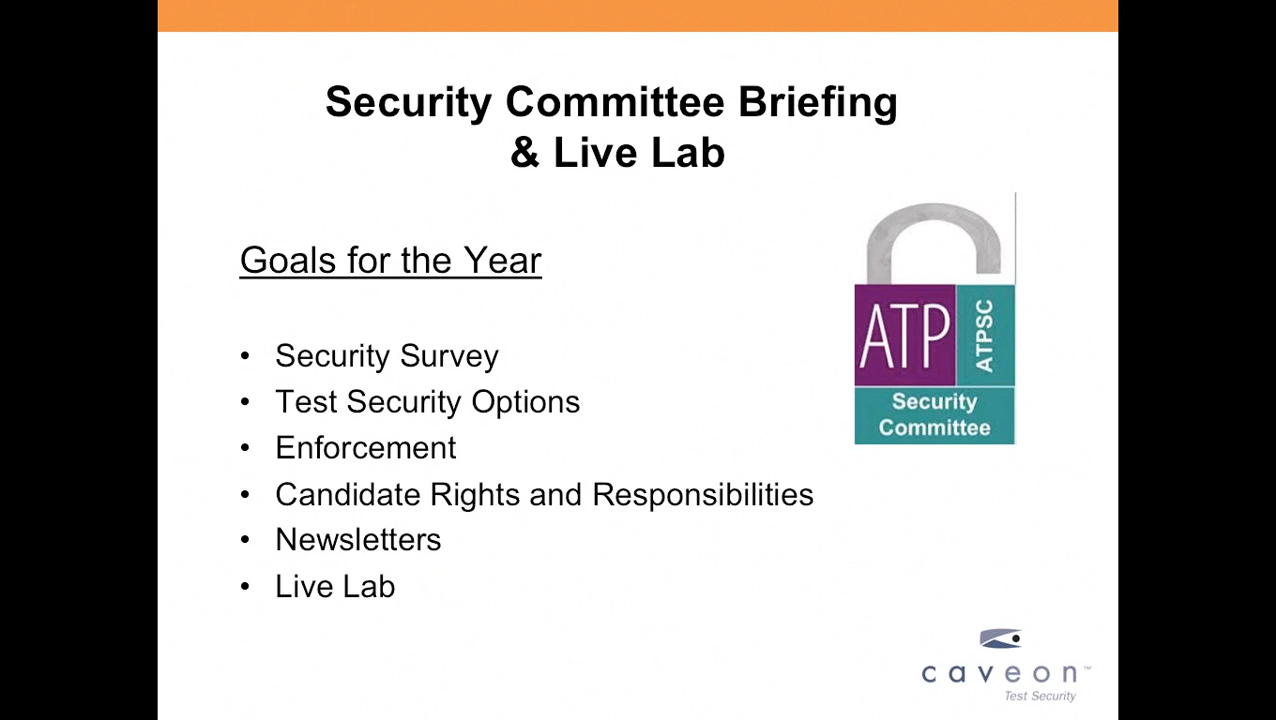 Security Committee Briefing
& Live Lab
Goals for the Year
• Security Survey
• Test Security Options
• Enforcement
• Candidate Rights and Responsibilities
• Newsletters
• Live Lab
ATP
ATPSC
Security
Committee
caveon™
Test Security